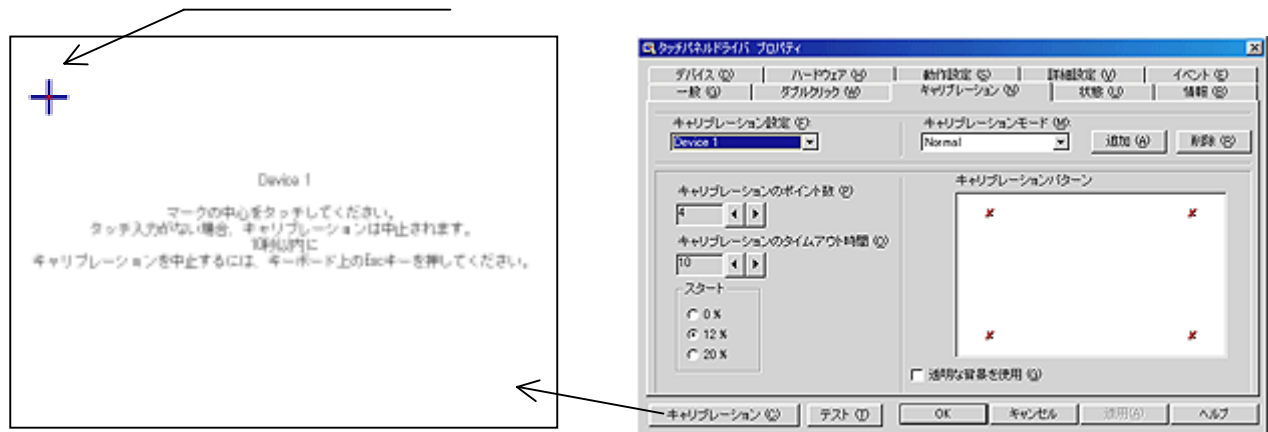 Device 1
マークの中心をタッチしてください。
タッチ入力がない場合、キャリブレーションは中止されます。
10秒以内に
キャリブレーションを中止するには、キーボード上のEscキーを押してください。
タッチパネルドライバ プロパティ
デバイス (D) ハードウェア (H) 動作設定 (S) 詳細設定 (V) イベント (E)
一般 (G) ダブルクリック (W) キャリブレーション (N) 状態 (U) 情報 (B)
キャリブレーション設定 (F): キャリブレーションモード (M):
Device 1 Normal 追加 (A) 削除 (R)
キャリブレーションのポイント数 (P) キャリブレーションパターン
4
キャリブレーションのタイムアウト時間 (O)
10
スタート
0 %
12 %
20 %
透明な背景を使用 (G)
キャリブレーション (C) テスト (T) OK キャンセル 適用(A) ヘルプ